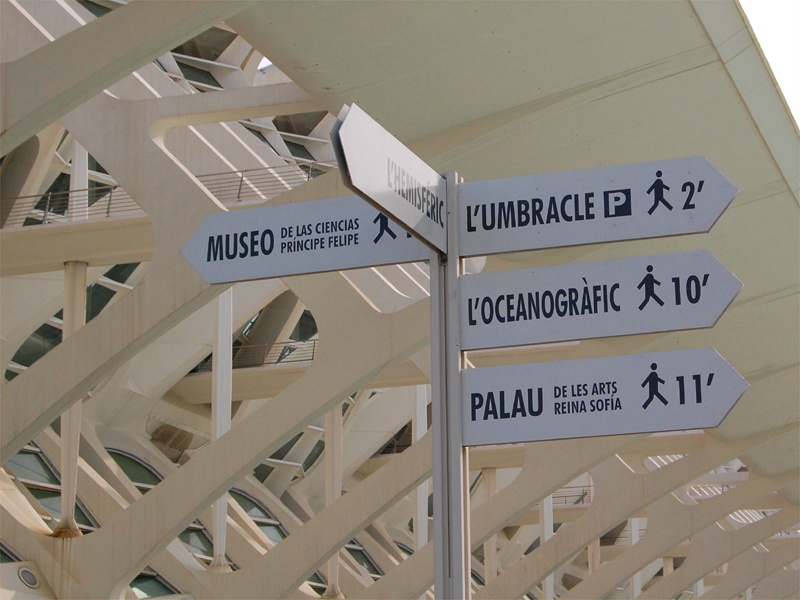 L'HEMISFÈRIC
MUSEO DE LAS CIENCIAS
PRÍNCIPE FELIPE
L'UMBRACLE P 2'
L'OCEANOGRÀFIC 10'
PALAU DE LES ARTS
REINA SOFÍA 11'